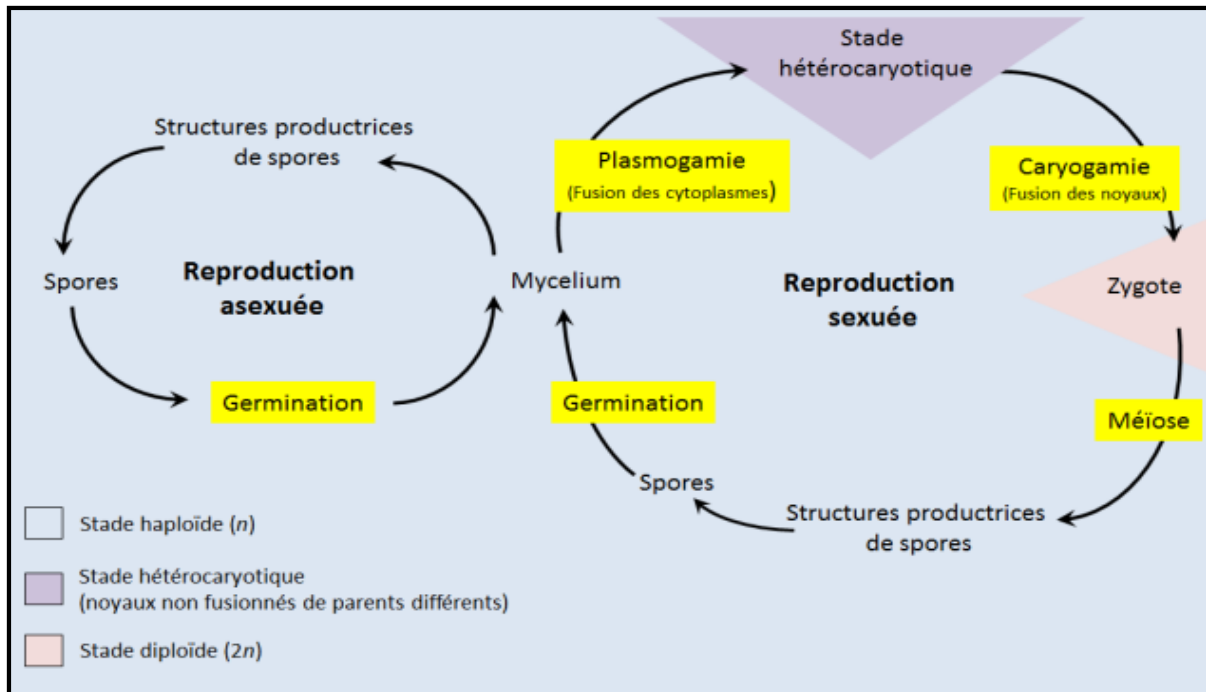 Stade
hétérocaryotique
Structures productrices
de spores
Plasmogamie
(Fusion des cytoplasmes)
Caryogamie
(Fusion des noyaux)
Spores
Reproduction
asexuée
Mycelium
Reproduction
sexuée
Zygote
Germination
Germination
Méïose
Spores
Structures productrices
de spores
Stade haploïde (n)
Stade hétérocaryotique
(noyaux non fusionnés de parents différents)
Stade diploïde (2n)